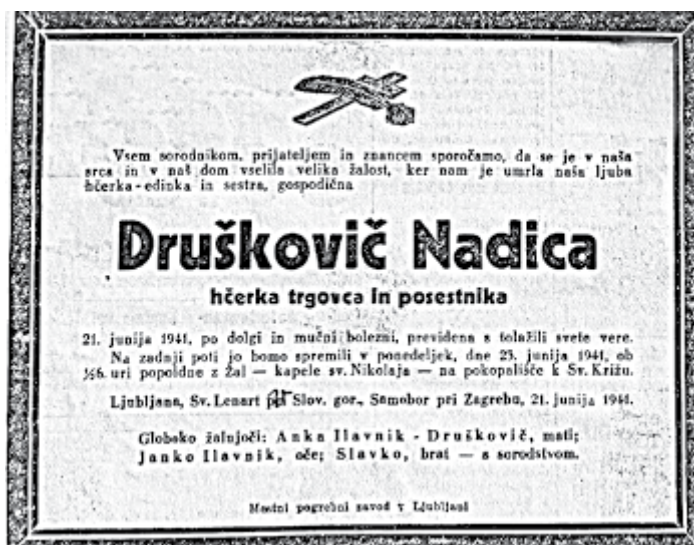 Vsem sorodnikom, prijateljem in znancem sporočamo, da se je v naša
srca in v naš dom vselila velika žalost, ker nam je umrla naša ljuba
hčerka-edinka in sestra, gospodična
Druškovič Nadica
hčerka trgovca in posestnika
21. junija 1941, po dolgi in mučni bolezni, previdena s tolažili svete vere.
Na zadnji poti jo bomo spremili v ponedeljek, dne 23. junija 1941, ob
½6. uri popoldne z Žal — kapele sv. Nikolaja — na pokopališče k Sv. Križu.
Ljubljana, Sv. Lenart Slov. gor., Samobor pri Zagrebu, 21. junija 1941.
Globoko žalujoči: Anka Ilavnik - Druškovič, mati;
Janko Ilavnik, oče; Slavko, brat — s sorodstvom.
Mestni pogrebni zavod v Ljubljani